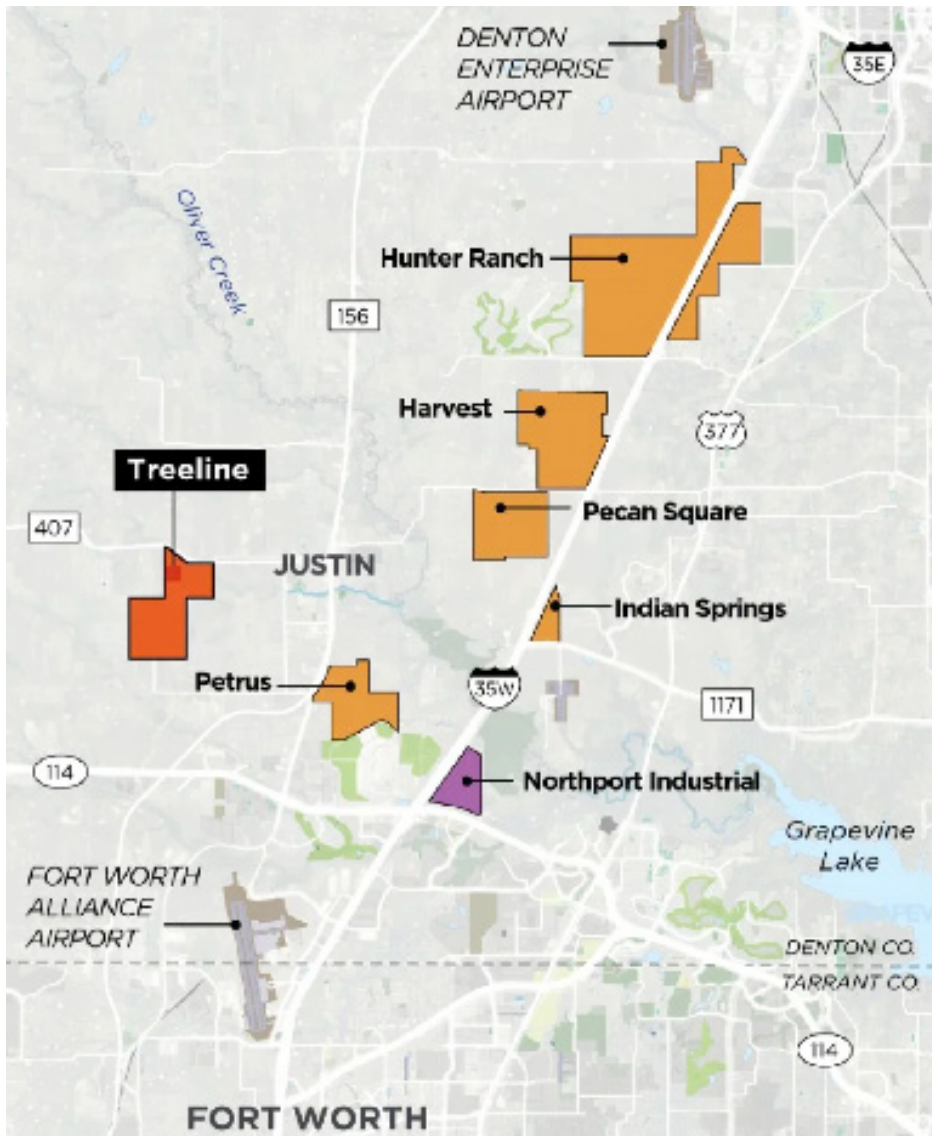 DENTON
ENTERPRISE
AIRPORT
35E
Oliver Creek
Hunter Ranch
156
Harvest
377
Treeline
Pecan Square
407
JUSTIN
Indian Springs
Petrus
35W
1171
114
Northport Industrial
Grapevine
Lake
FORT WORTH
ALLIANCE
AIRPORT
DENTON CO.
TARRANT CO.
114
FORT WORTH